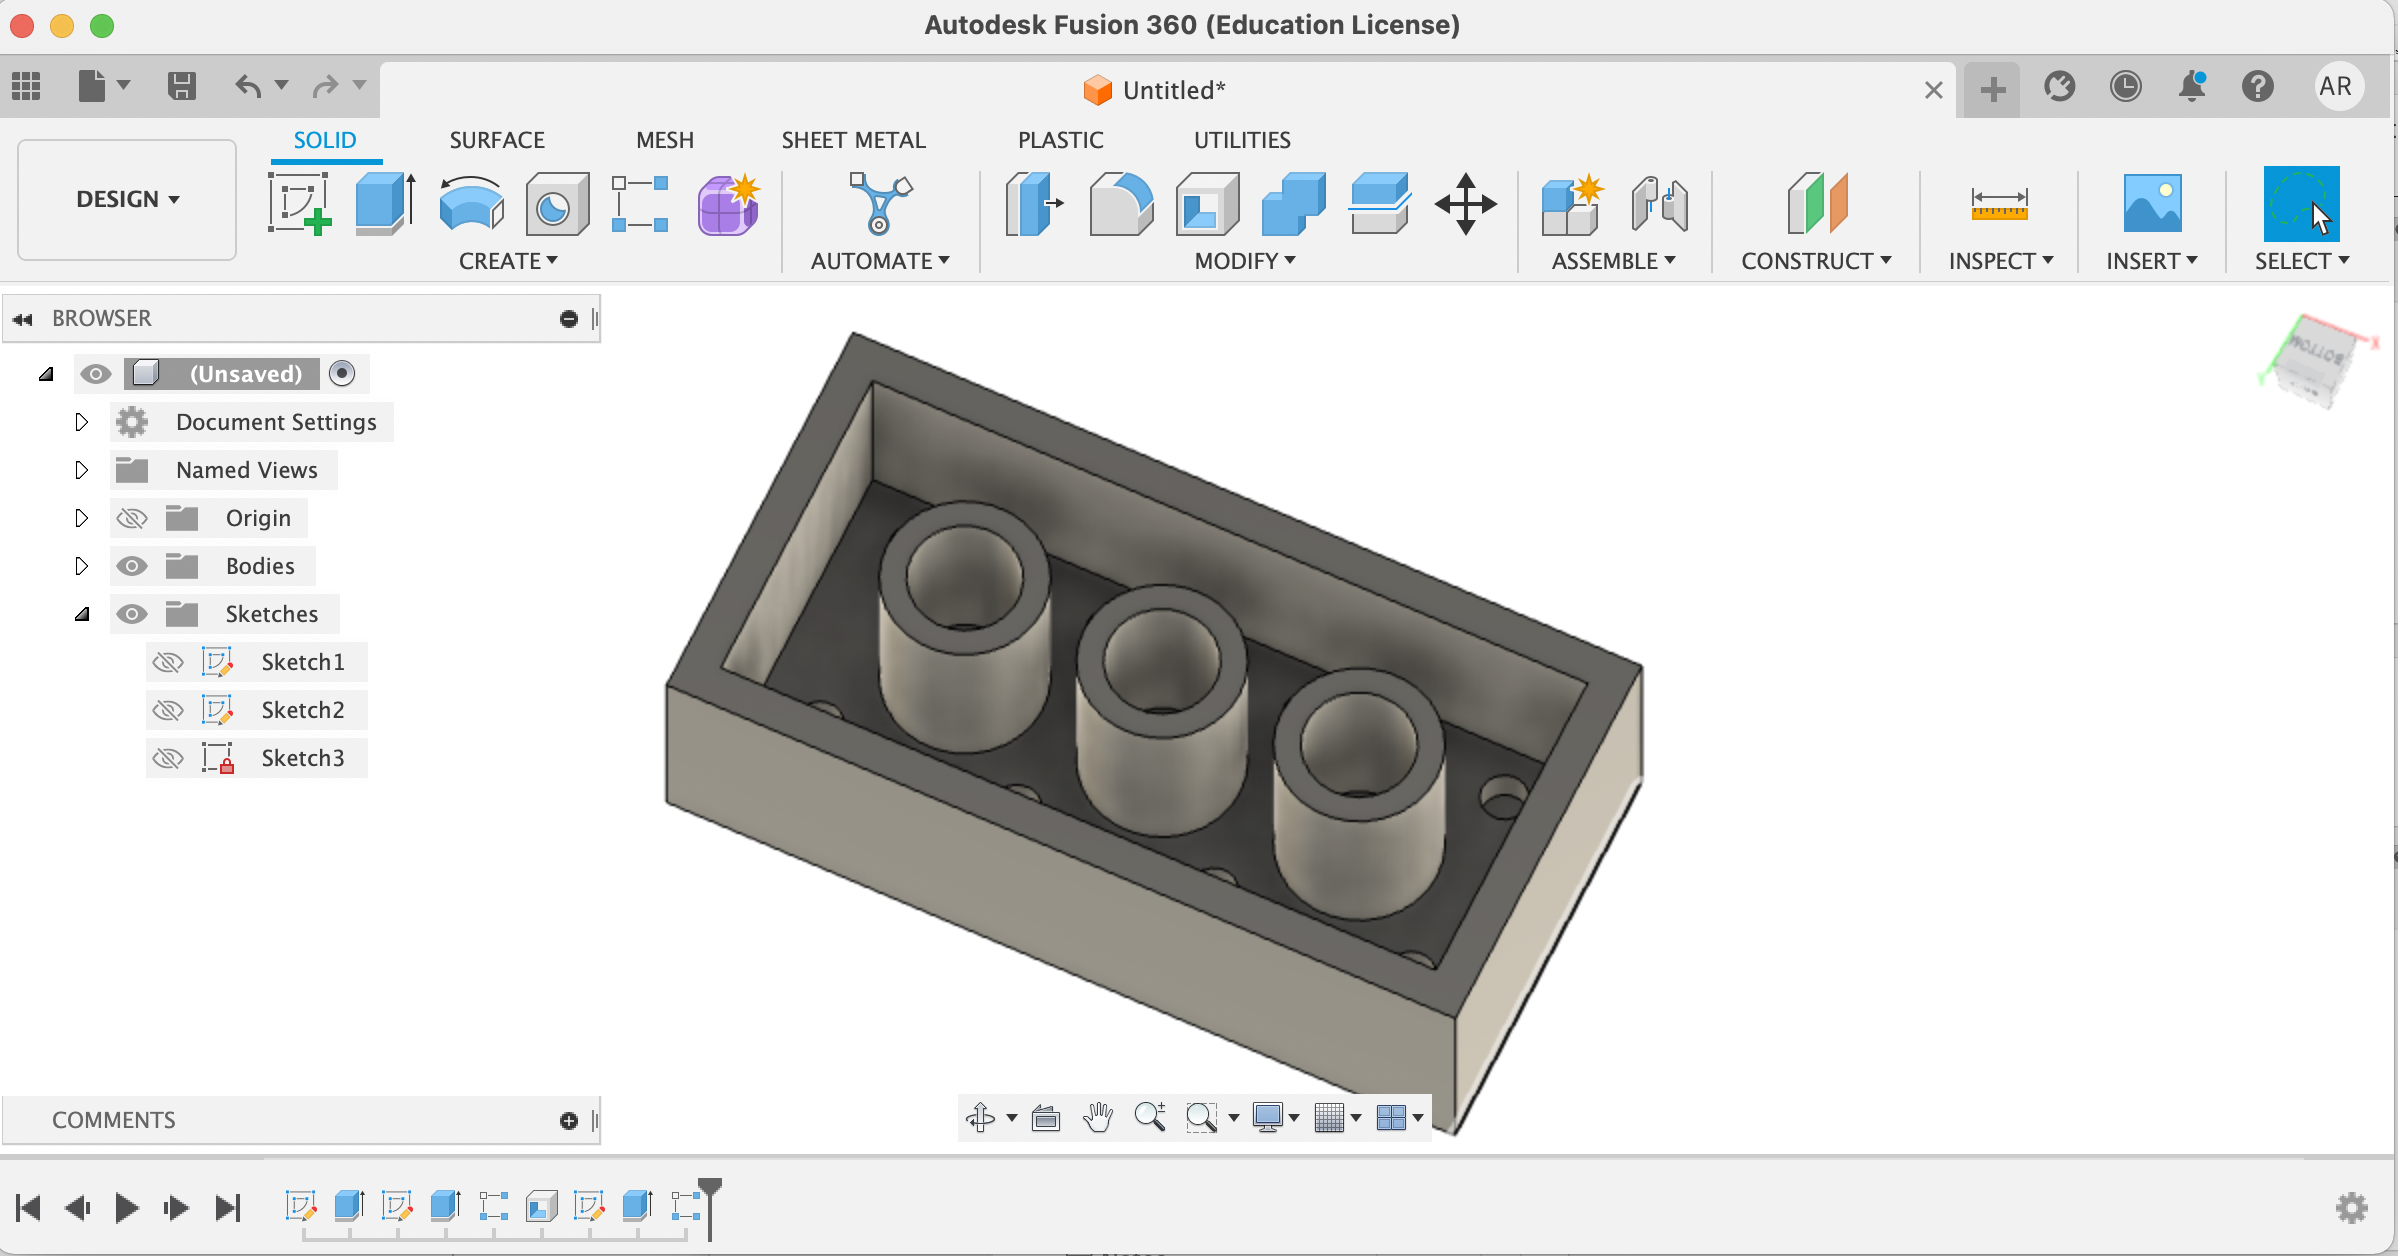 Autodesk Fusion 360 (Education License)
Untitled*
AR
SOLID SURFACE MESH SHEET METAL PLASTIC UTILITIES
DESIGN
CREATE AUTOMATE MODIFY ASSEMBLE CONSTRUCT INSPECT INSERT SELECT
BROWSER
(Unsaved)
Document Settings
Named Views
Origin
Bodies
Sketches
Sketch1
Sketch2
Sketch3
BOTTOM
X
Y
COMMENTS